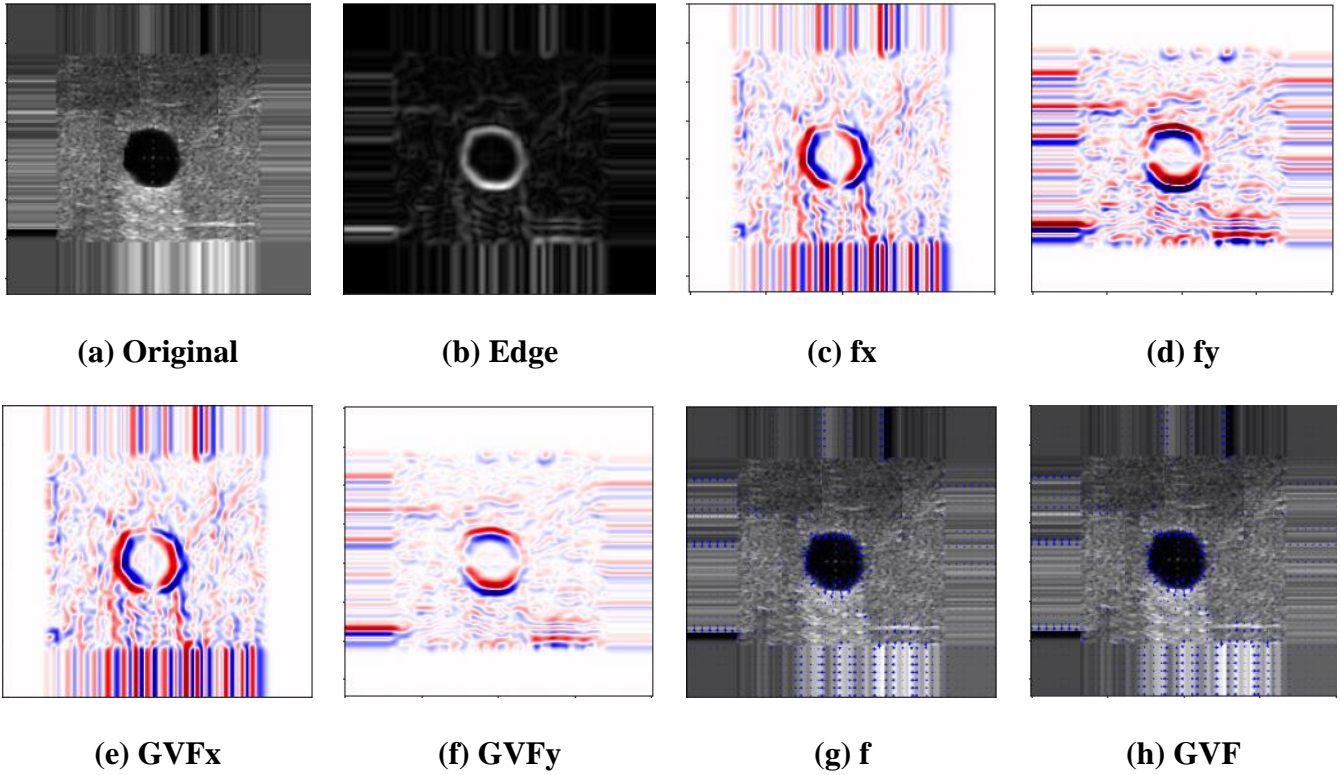 (a) Original
(b) Edge
(c) fx
(d) fy
(e) GVFx
(f) GVFy
(g) f
(h) GVF